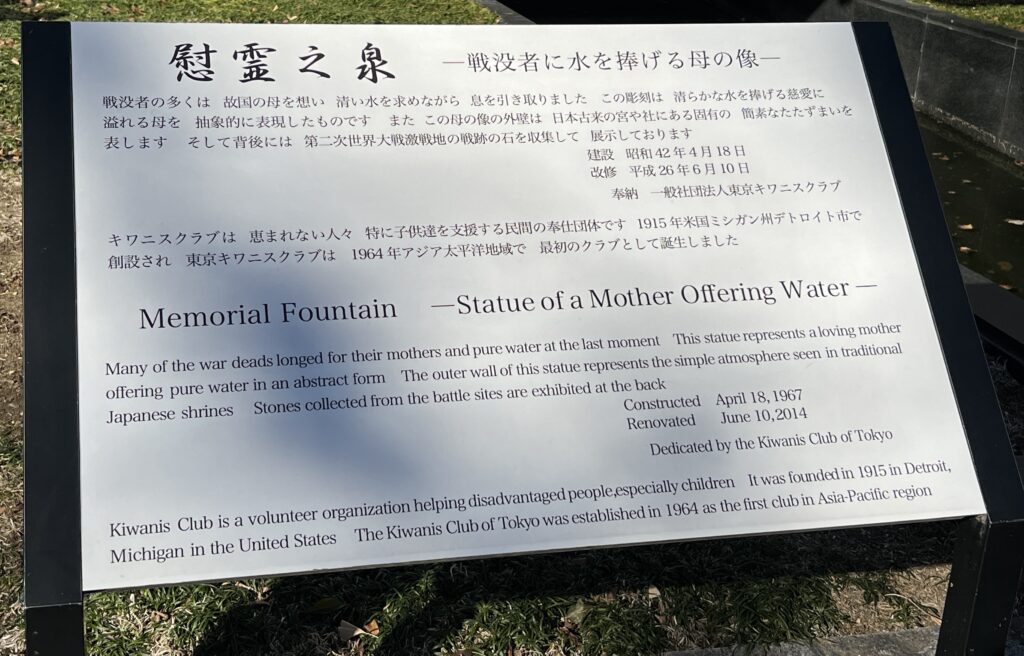 慰霊之泉 ―戦没者に水を捧げる母の像―
戦没者の多くは 故国の母を想い 清い水を求めながら 息を引き取りました この彫刻は 清らかな水を捧げる慈愛に
溢れる母を 抽象的に表現したものです また この母の像の外壁は 日本古来の宮や社にある固有の 簡素なたたずまいを
表します そして背後には 第二次世界大戦激戦地の戦跡の石を収集して 展示しております
建設 昭和42年4月18日
改修 平成26年6月10日
奉納 一般社団法人東京キワニスクラブ
キワニスクラブは 恵まれない人々 特に子供達を支援する民間の奉仕団体です 1915年米国ミシガン州デトロイト市で
創設され 東京キワニスクラブは 1964年アジア太平洋地域で 最初のクラブとして誕生しました
Memorial Fountain ―Statue of a Mother Offering Water―
Many of the war deads longed for their mothers and pure water at the last moment This statue represents a loving mother
offering pure water in an abstract form The outer wall of this statue represents the simple atmosphere seen in traditional
Japanese shrines Stones collected from the battle sites are exhibited at the back
Constructed April 18, 1967
Renovated June 10, 2014
Dedicated by the Kiwanis Club of Tokyo
Kiwanis Club is a volunteer organization helping disadvantaged people,especially children It was founded in 1915 in Detroit,
Michigan in the United States The Kiwanis Club of Tokyo was established in 1964 as the first club in Asia-Pacific region